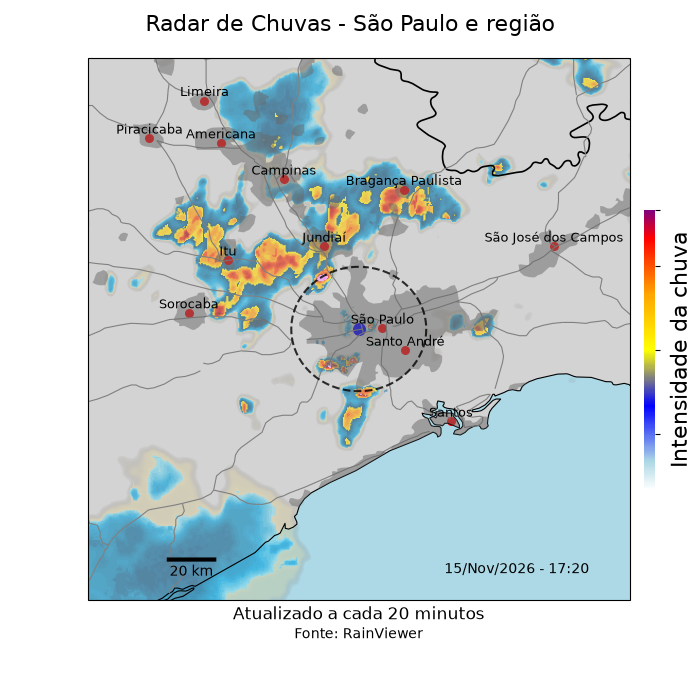 Radar de Chuvas - São Paulo e região
Limeira
Piracicaba
Americana
Campinas
Bragança Paulista
Jundiaí
São José dos Campos
Itu
Sorocaba
São Paulo
Santo André
Santos
Intensidade da chuva
20 km
15/Nov/2026 - 17:20
Atualizado a cada 20 minutos
Fonte: RainViewer